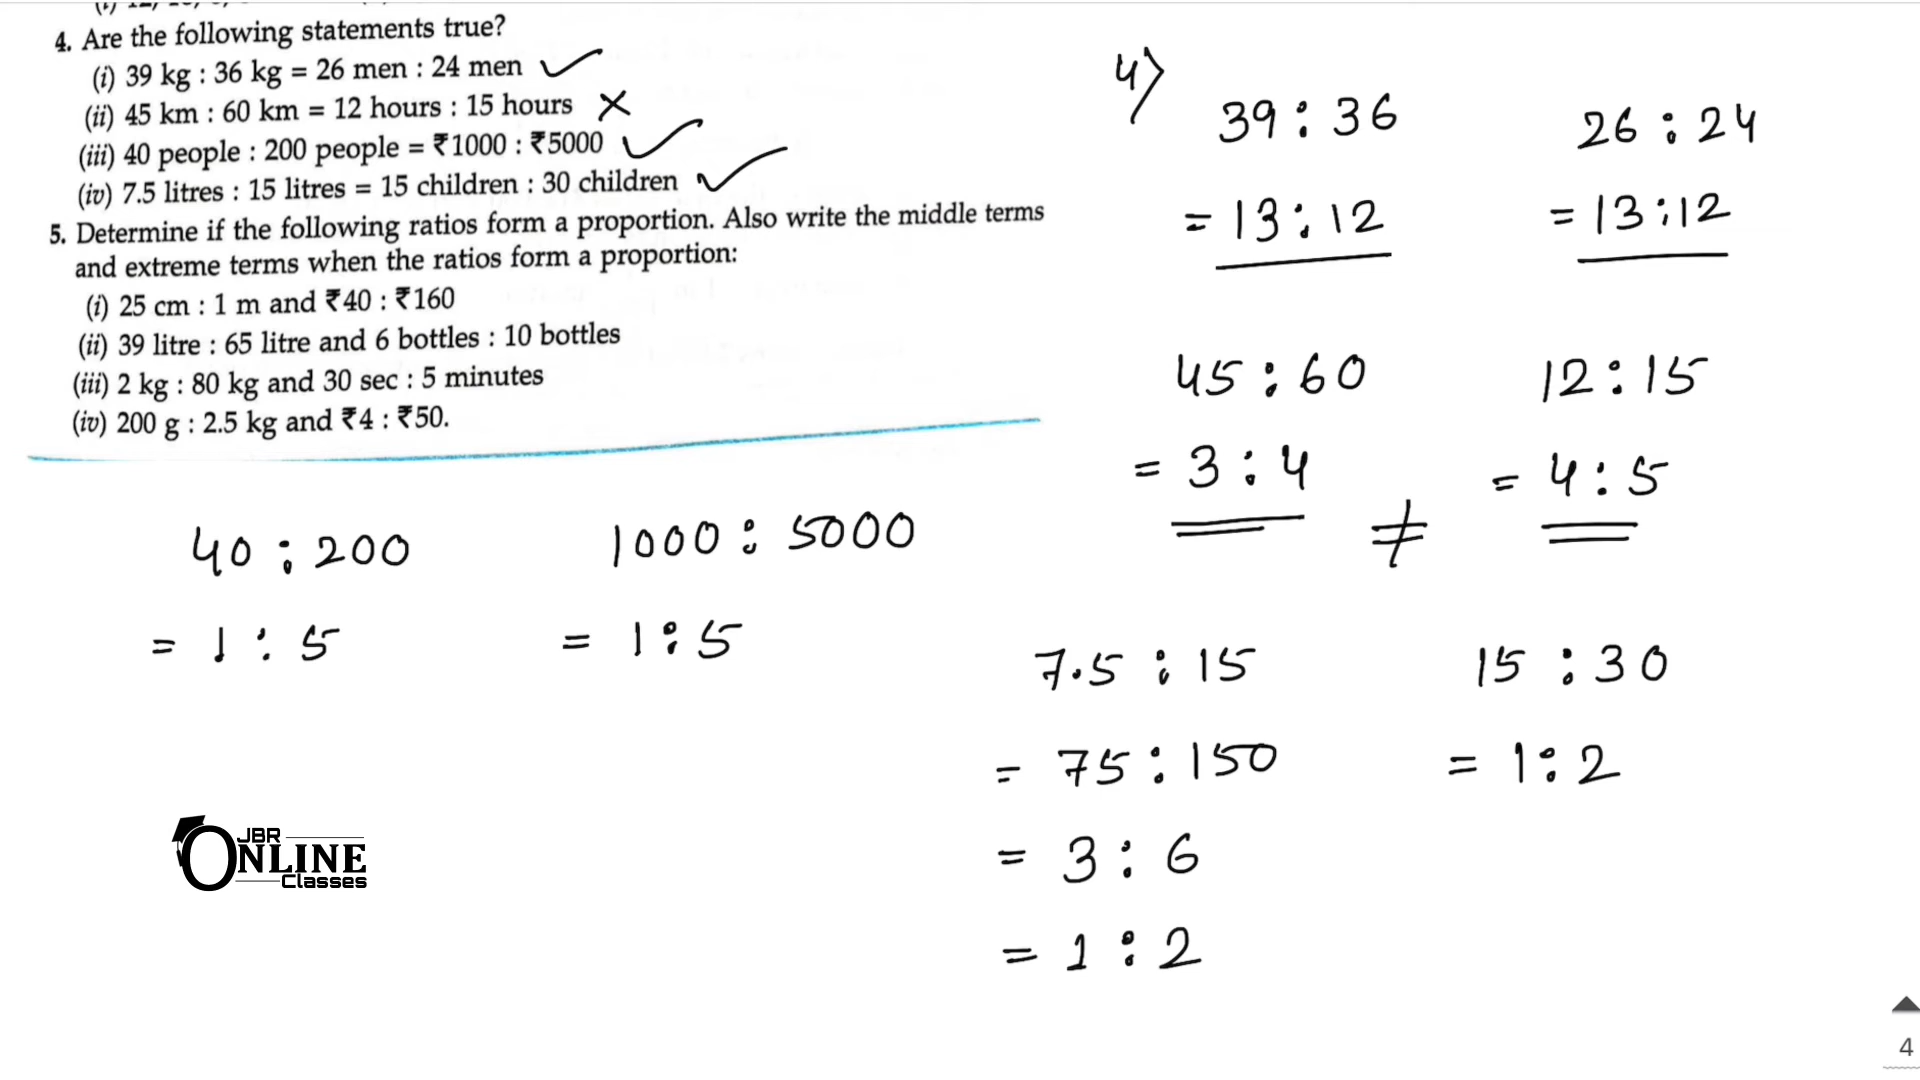 4. Are the following statements true?
(i) 39 kg : 36 kg = 26 men : 24 men ✓
(ii) 45 km : 60 km = 12 hours : 15 hours ✗
(iii) 40 people : 200 people = ₹1000 : ₹5000 ✓
(iv) 7.5 litres : 15 litres = 15 children : 30 children ✓
5. Determine if the following ratios form a proportion. Also write the middle terms
and extreme terms when the ratios form a proportion:
(i) 25 cm : 1 m and ₹40 : ₹160
(ii) 39 litre : 65 litre and 6 bottles : 10 bottles
(iii) 2 kg : 80 kg and 30 sec : 5 minutes
(iv) 200 g : 2.5 kg and ₹4 : ₹50.
40 : 200 1000 : 5000
= 1 : 5 = 1 : 5
4)
39 : 36 26 : 24
= 13 : 12 = 13 : 12
45 : 60 12 : 15
= 3 : 4 ≠ = 4 : 5
7.5 : 15 15 : 30
= 75 : 150 = 1 : 2
= 3 : 6
= 1 : 2
JBR
ONLINE
Classes
4